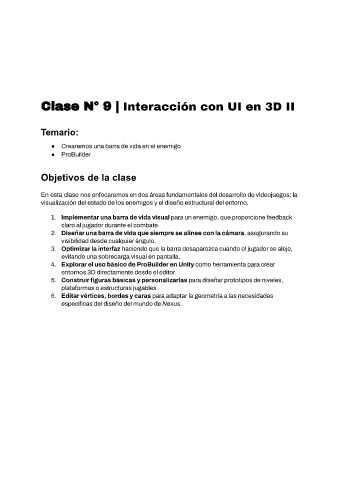 Clase N° 9 | Interacción con UI en 3D II
Temario:
● Crearemos una barra de vida en el enemigo
● ProBuilder
Objetivos de la clase
En esta clase nos enfocaremos en dos áreas fundamentales del desarrollo de videojuegos: la
visualización del estado de los enemigos y el diseño estructural del entorno.
1. Implementar una barra de vida visual para un enemigo, que proporcione feedback
claro al jugador durante el combate.
2. Diseñar una barra de vida que siempre se alinee con la cámara, asegurando su
visibilidad desde cualquier ángulo.
3. Optimizar la interfaz haciendo que la barra desaparezca cuando el jugador se aleje,
evitando una sobrecarga visual en pantalla.
4. Explorar el uso básico de ProBuilder en Unity como herramienta para crear
entornos 3D directamente desde el editor.
5. Construir figuras básicas y personalizarlas para diseñar prototipos de niveles,
plataformas o estructuras jugables.
6. Editar vértices, bordes y caras para adaptar la geometría a las necesidades
específicas del diseño del mundo de Nexus.